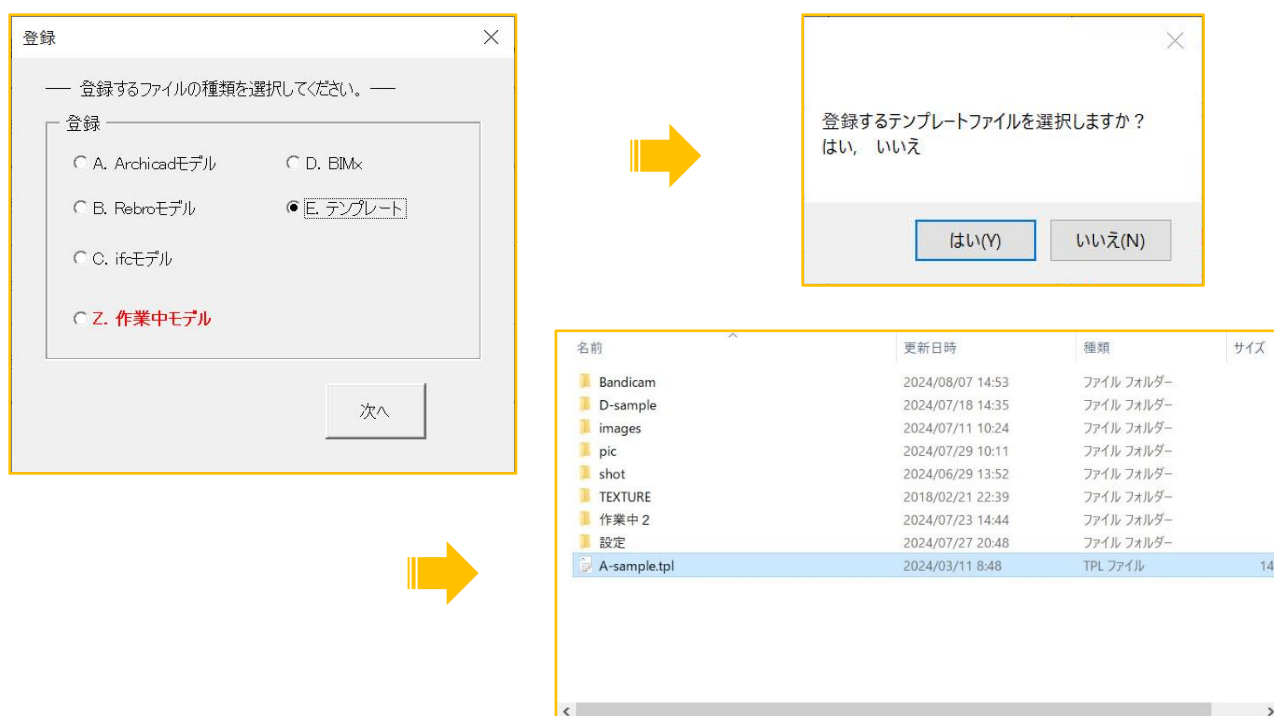 登録
── 登録するファイルの種類を選択してください。 ──
登録
A. Archicadモデル
D. BIMx
B. Rebroモデル
E. テンプレート
C. ifcモデル
Z. 作業中モデル
次へ
登録するテンプレートファイルを選択しますか？
はい, いいえ
はい(Y) いいえ(N)
名前 更新日時 種類 サイズ
Bandicam 2024/08/07 14:53 ファイル フォルダー
D-sample 2024/07/18 14:35 ファイル フォルダー
images 2024/07/11 10:24 ファイル フォルダー
pic 2024/07/29 10:11 ファイル フォルダー
shot 2024/06/29 13:52 ファイル フォルダー
TEXTURE 2018/02/21 22:39 ファイル フォルダー
作業中２ 2024/07/23 14:44 ファイル フォルダー
設定 2024/07/27 20:48 ファイル フォルダー
A-sample.tpl 2024/03/11 8:48 TPL ファイル 14